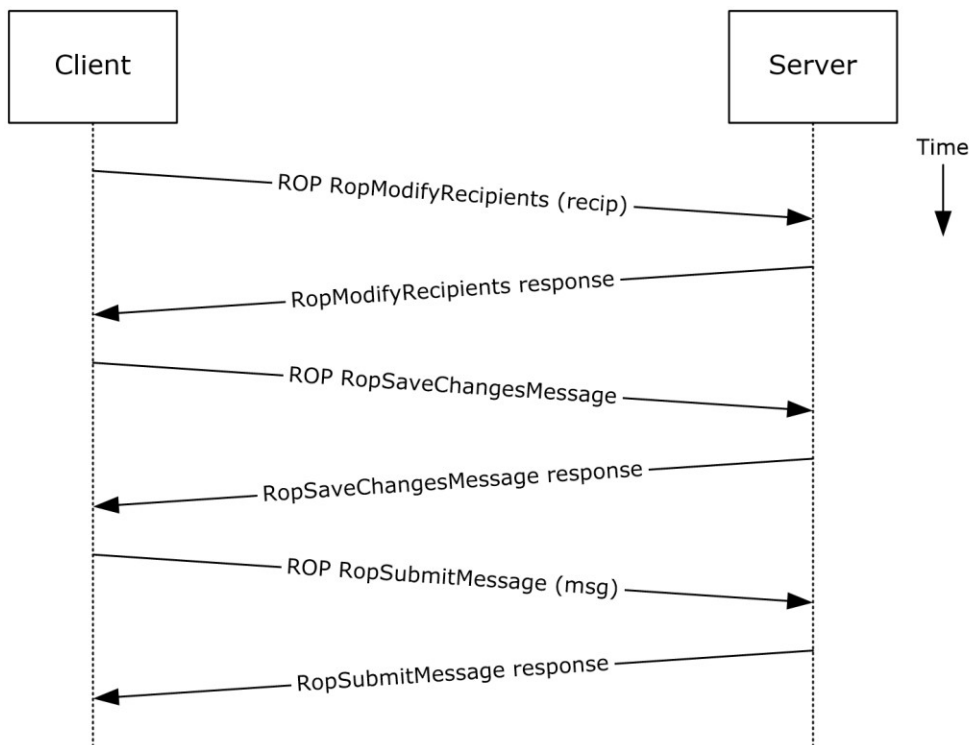 Client
Server
Time
ROP RopModifyRecipients (recip)
RopModifyRecipients response
ROP RopSaveChangesMessage
RopSaveChangesMessage response
ROP RopSubmitMessage (msg)
RopSubmitMessage response